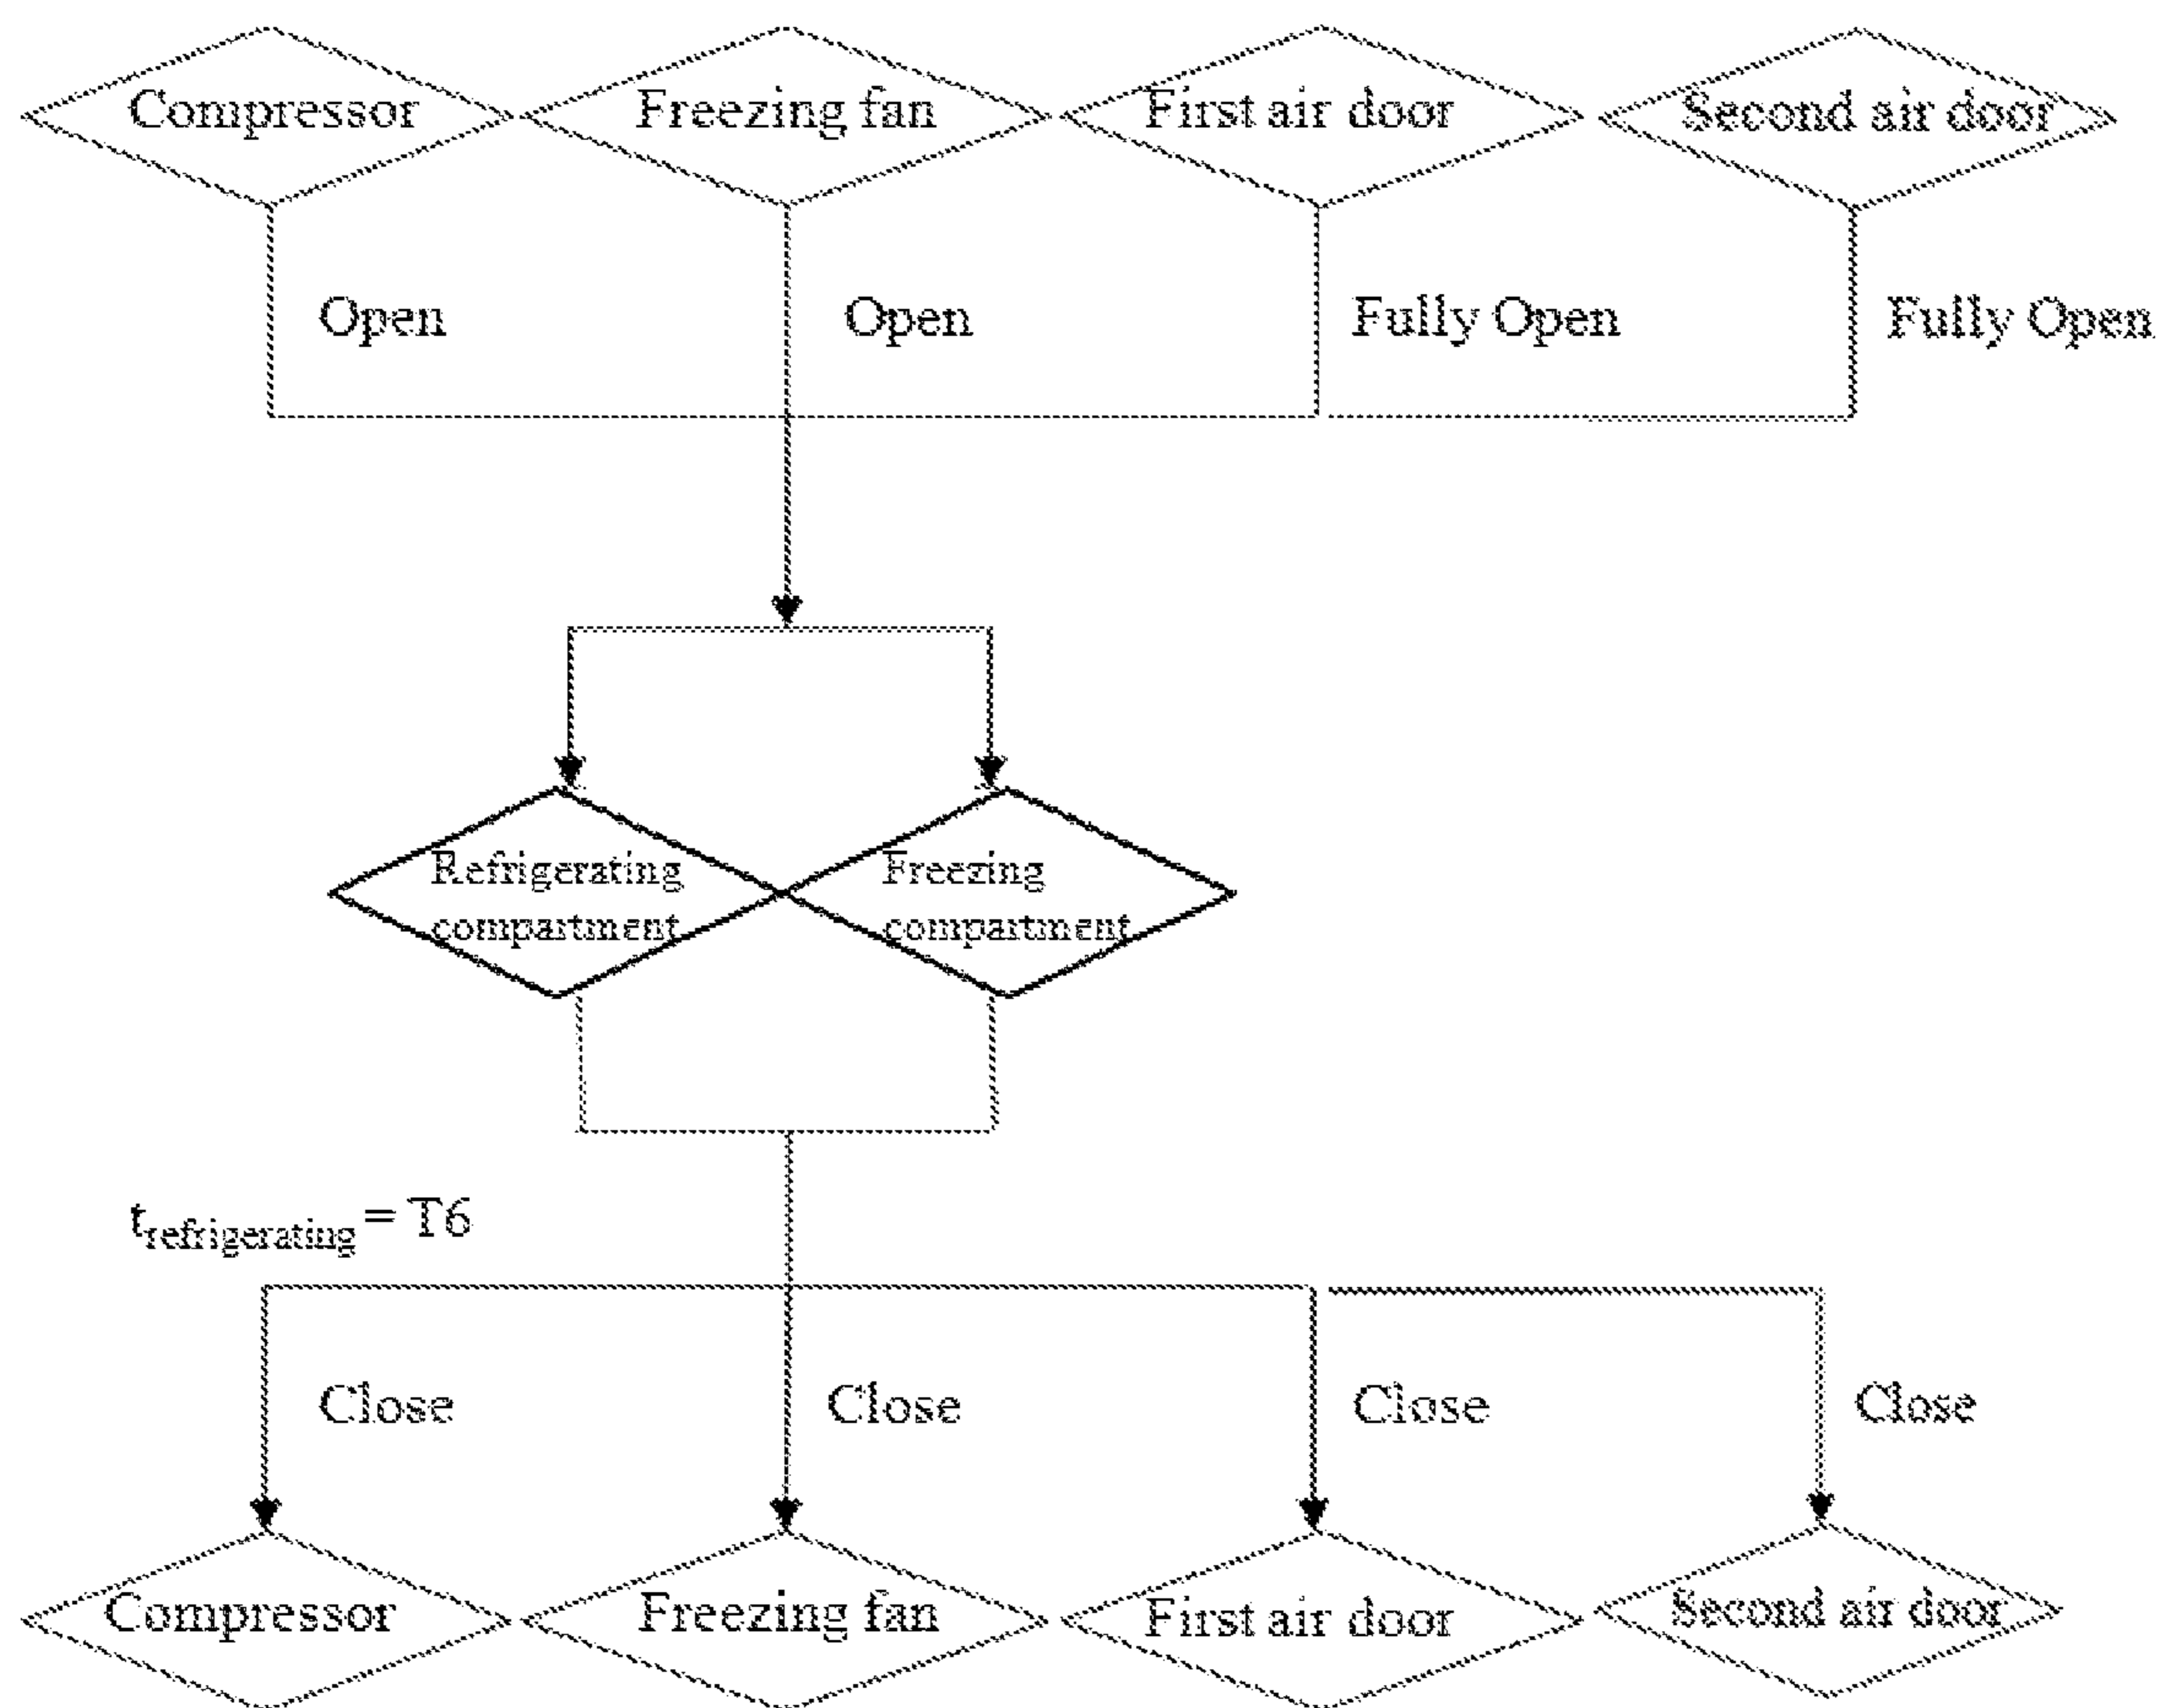 Compressor Freezing fan First air door Second air door
Open Open Fully Open Fully Open
Refrigerating Freezing
compartment compartment
t_refrigerating = T6
Close Close Close Close
Compressor Freezing fan First air door Second air door